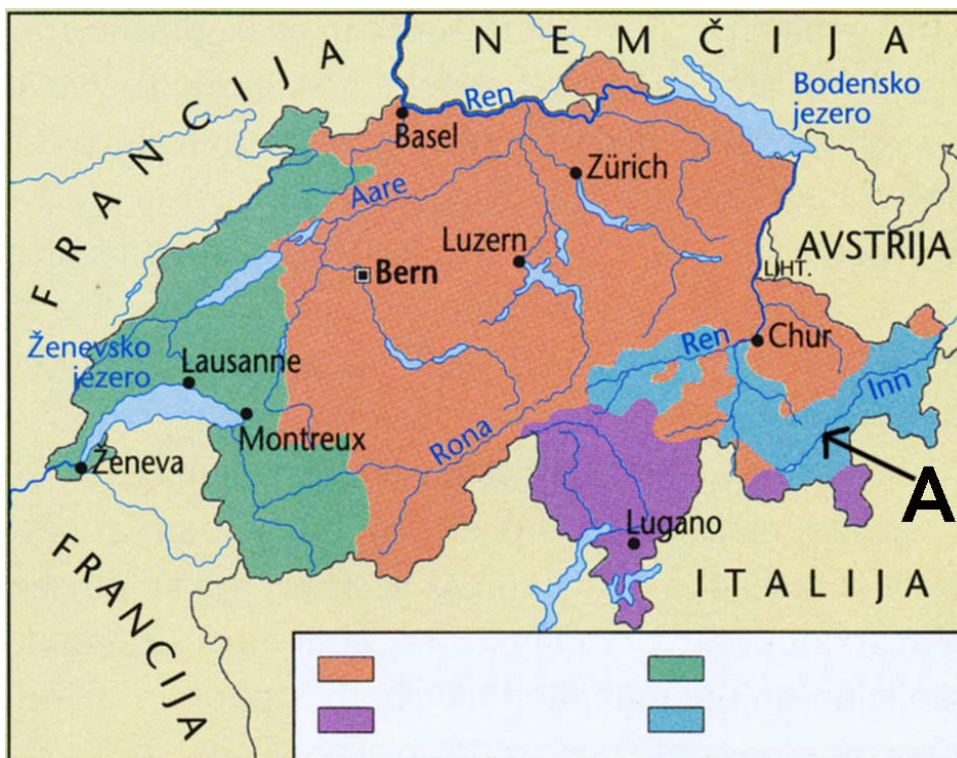 NEMČIJA
FRANCIJA
Bodensko
jezero
Ren
Basel
Zürich
Aare
Luzern
AVSTRIJA
LIHT.
Bern
Ženevsko
jezero
Lausanne
Ren
Chur
Inn
Montreux
Rona
Ženeva
A
Lugano
FRANCIJA
ITALIJA